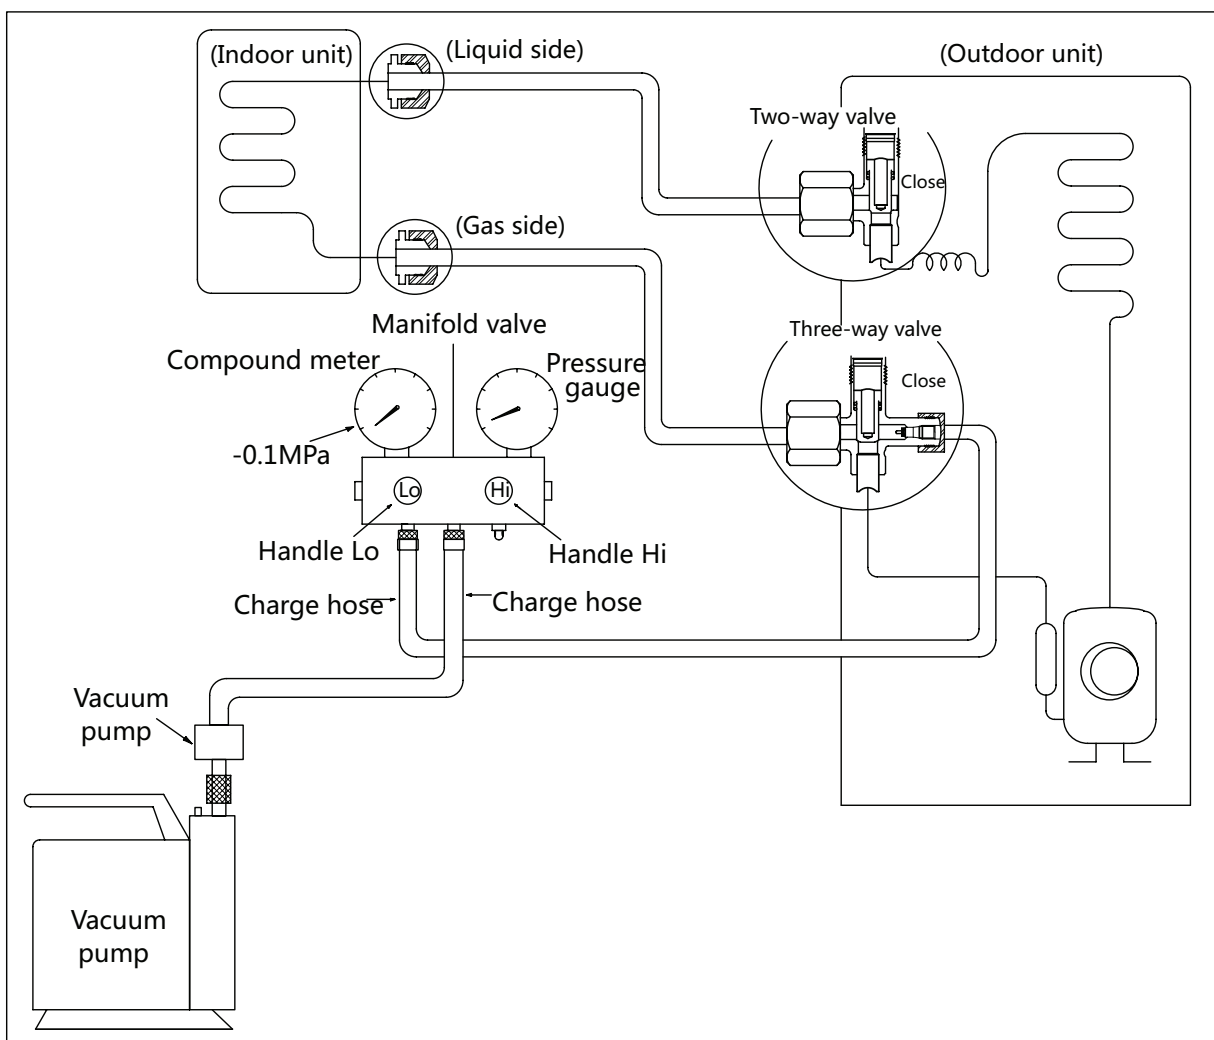 (Indoor unit)
(Liquid side)
(Outdoor unit)
Two-way valve
Close
(Gas side)
Manifold valve
Three-way valve
Compound meter
Pressure
gauge
Close
-0.1MPa
Lo
Hi
Handle Lo
Handle Hi
Charge hose
Charge hose
Vacuum
pump
Vacuum
pump